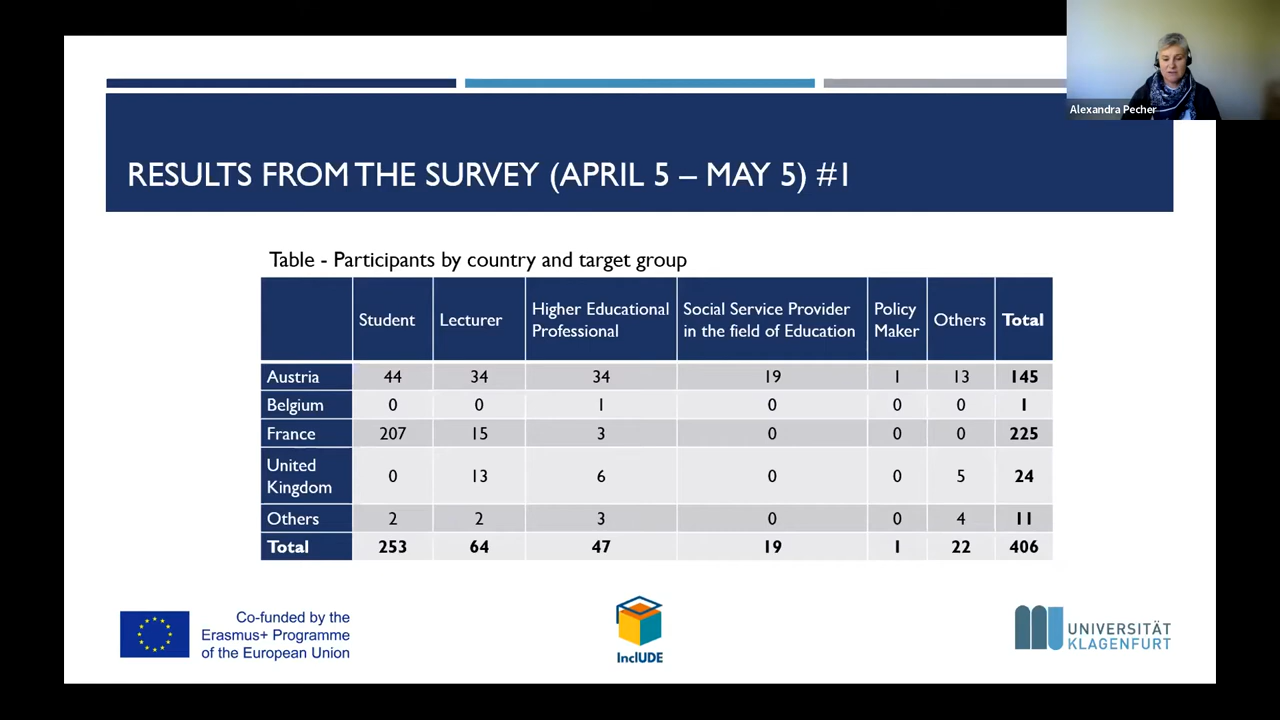 Alexandra Pecher
RESULTS FROM THE SURVEY (APRIL 5 – MAY 5) #1
Table - Participants by country and target group
Student Lecturer Higher Educational Professional Social Service Provider in the field of Education Policy Maker Others Total
Austria 44 34 34 19 1 13 145
Belgium 0 0 1 0 0 0 1
France 207 15 3 0 0 0 225
United Kingdom 0 13 6 0 0 5 24
Others 2 2 3 0 0 4 11
Total 253 64 47 19 1 22 406
Co-funded by the
Erasmus+ Programme
of the European Union
InclUDE
UNIVERSITÄT
KLAGENFURT